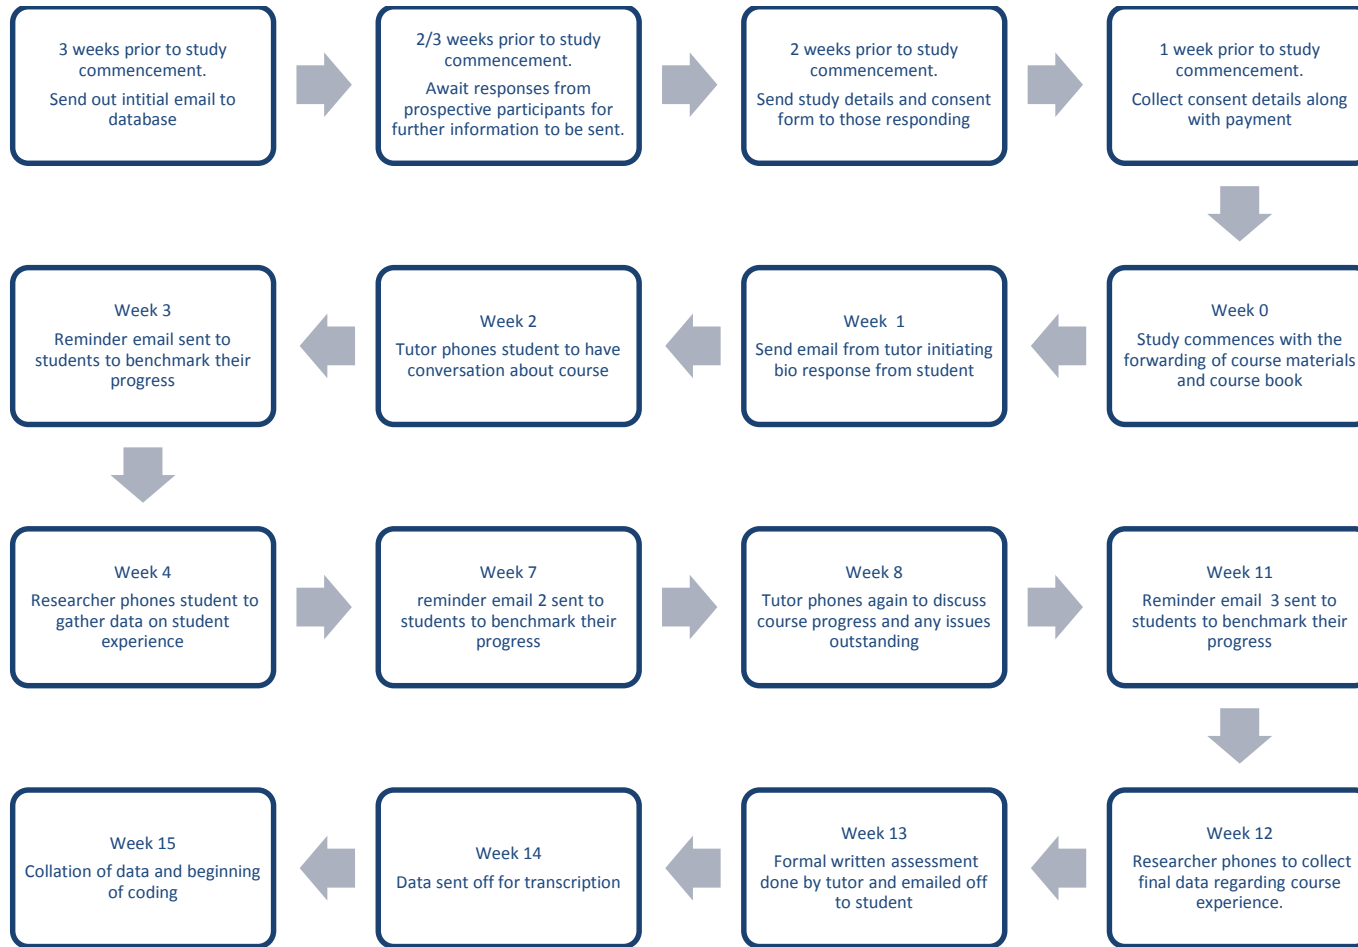 3 weeks prior to study
commencement.
Send out intitial email to
database
2/3 weeks prior to study
commencement.
Await responses from
prospective participants for
further information to be sent.
2 weeks prior to study
commencement.
Send study details and consent
form to those responding
1 week prior to study
commencement.
Collect consent details along
with payment
Week 0
Study commences with the
forwarding of course materials
and course book
Week 1
Send email from tutor initiating
bio response from student
Week 2
Tutor phones student to have
conversation about course
Week 3
Reminder email sent to
students to benchmark their
progress
Week 4
Researcher phones student to
gather data on student
experience
Week 7
reminder email 2 sent to
students to benchmark their
progress
Week 8
Tutor phones again to discuss
course progress and any issues
outstanding
Week 11
Reminder email 3 sent to
students to benchmark their
progress
Week 12
Researcher phones to collect
final data regarding course
experience.
Week 13
Formal written assessment
done by tutor and emailed off
to student
Week 14
Data sent off for transcription
Week 15
Collation of data and beginning
of coding